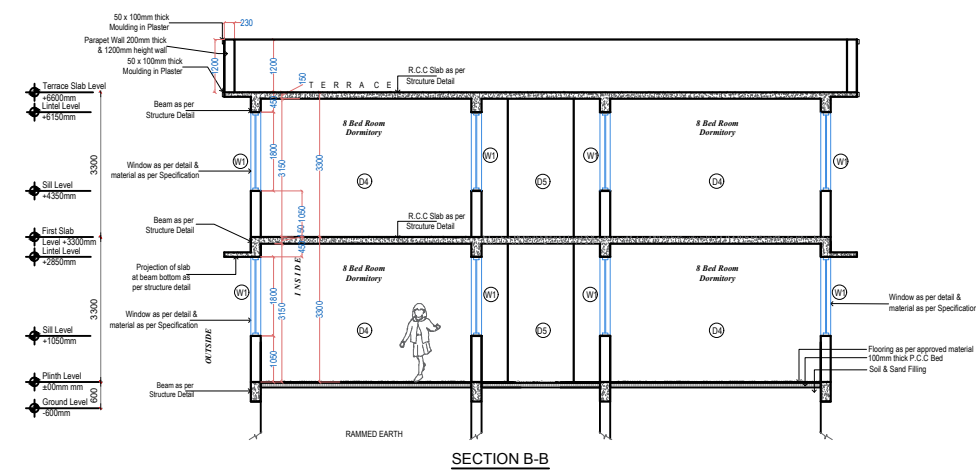 50 x 100mm thick
Moulding in Plaster
230
Parapet Wall 200mm thick
& 1200mm height wall
50 x 100mm thick
Moulding in Plaster
1200
1200
150
T E R R A C E
R.C.C Slab as per
Strcuture Detail
Terrace Slab Level
+6600mm
Lintel Level
+6150mm
Beam as per
Structure Detail
450
8 Bed Room
Dormitory
8 Bed Room
Dormitory
W1
W1
W1
W1
Window as per detail &
material as per Specification
1800
3150
3300
3300
D4
D5
D4
Sill Level
+4350mm
1050
150
Beam as per
Structure Detail
R.C.C Slab as per
Strcuture Detail
First Slab
Level +3300mm
Lintel Level
+2850mm
450
Projection of slab
at beam bottom as
per structure detail
I N S I D E
8 Bed Room
Dormitory
8 Bed Room
Dormitory
W1
W1
W1
W1
1800
3150
3300
3300
Window as per detail &
material as per Specification
Window as per detail &
material as per Specification
D4
D5
D4
Sill Level
+1050mm
OUTSIDE
1050
Flooring as per approved material
100mm thick P.C.C Bed
Soil & Sand Filling
Plinth Level
±00mm mm
600
Beam as per
Structure Detail
Ground Level
-600mm
RAMMED EARTH
SECTION B-B